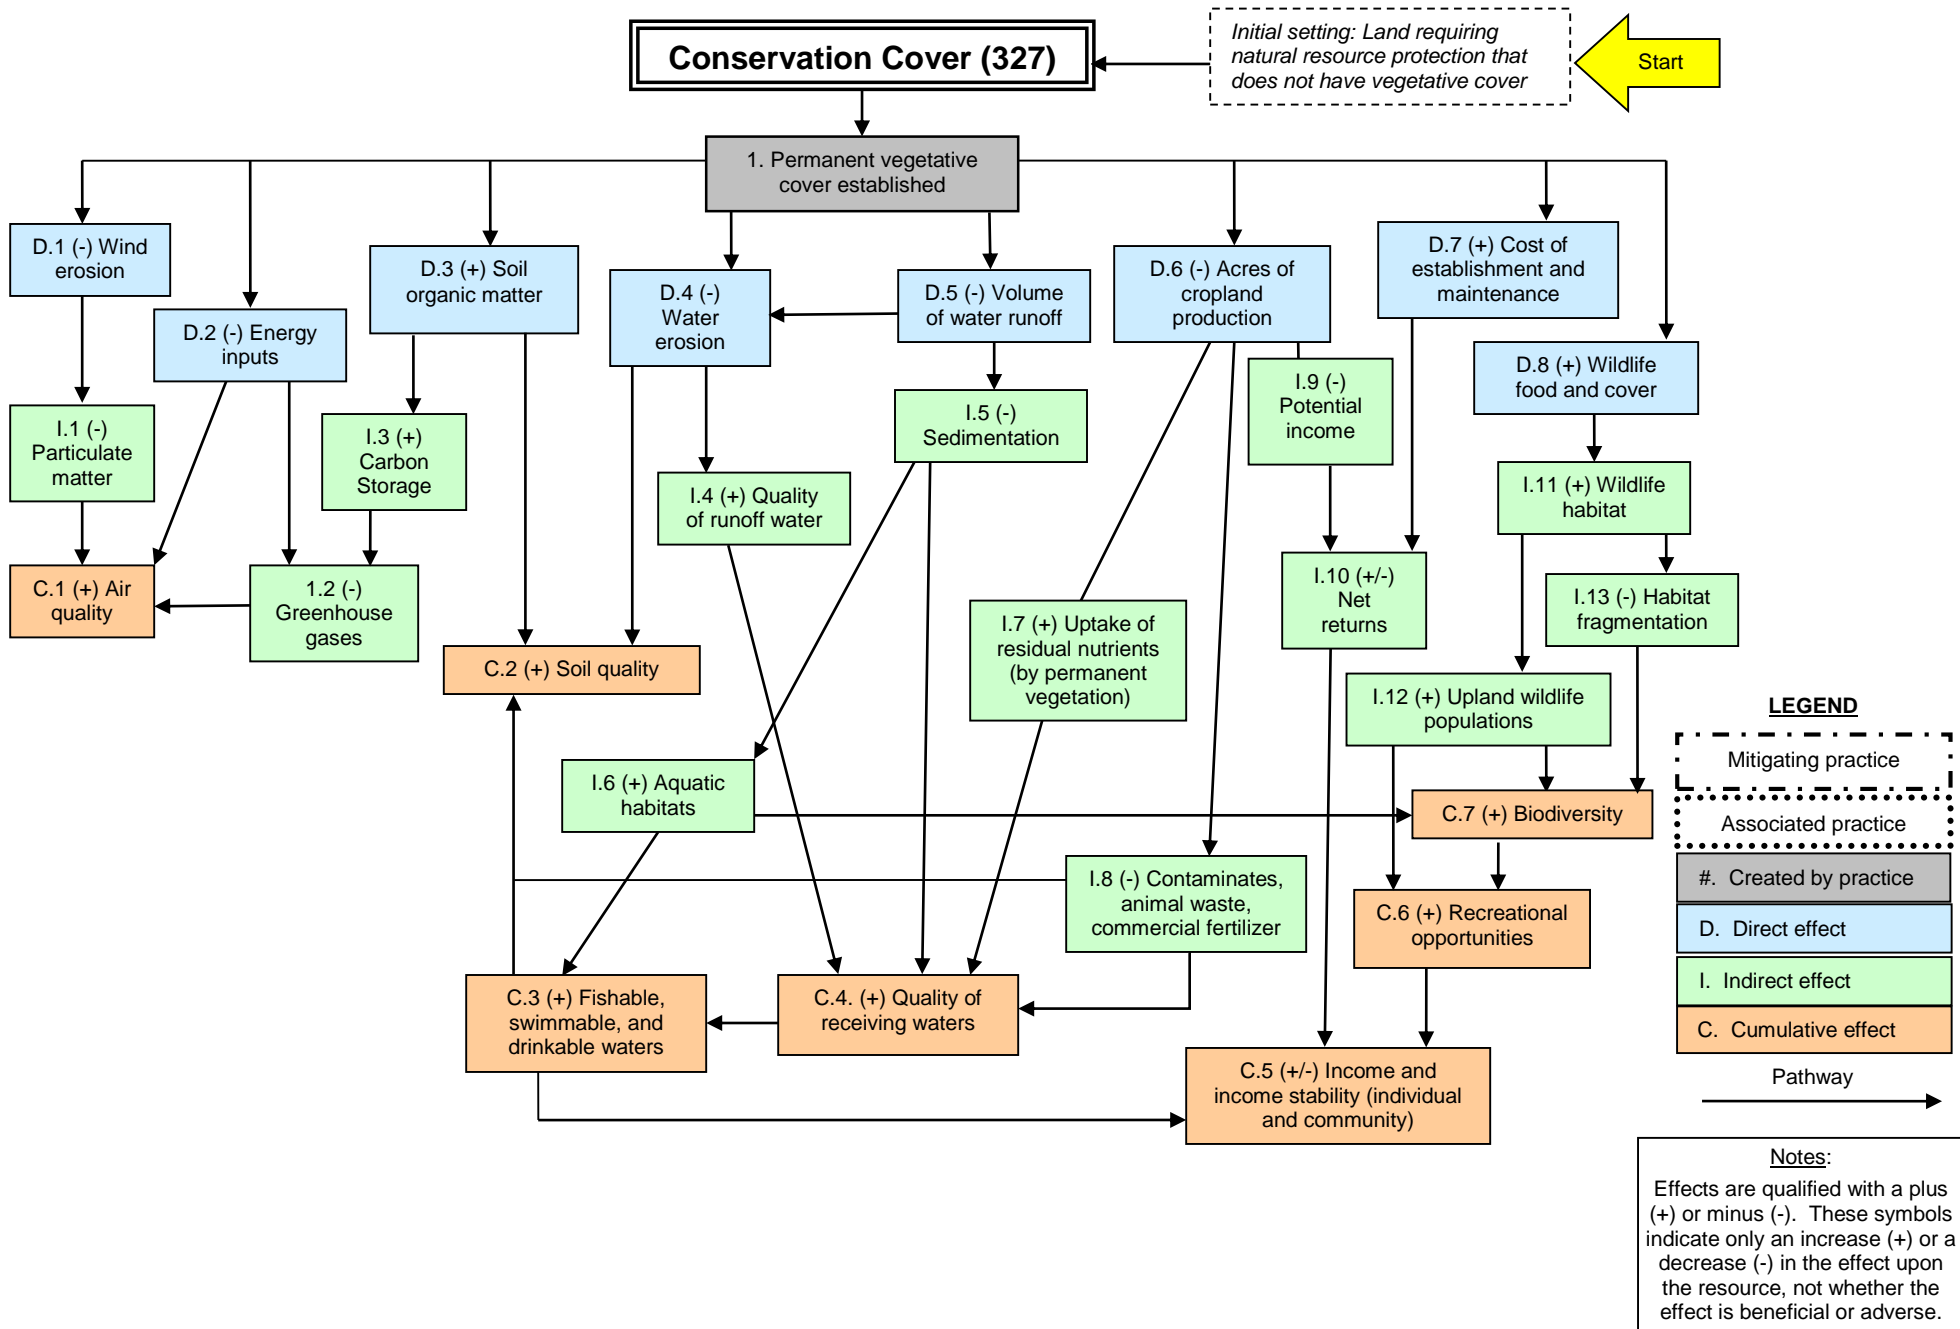 Conservation Cover (327)
Initial setting: Land requiring
natural resource protection that
does not have vegetative cover
Start
1. Permanent vegetative
cover established
D.1 (-) Wind
erosion
D.2 (-) Energy
inputs
D.3 (+) Soil
organic matter
D.4 (-)
Water
erosion
D.5 (-) Volume
of water runoff
D.6 (-) Acres of
cropland
production
D.7 (+) Cost of
establishment and
maintenance
D.8 (+) Wildlife
food and cover
I.1 (-)
Particulate
matter
I.3 (+)
Carbon
Storage
I.4 (+) Quality
of runoff water
I.5 (-)
Sedimentation
I.9 (-)
Potential
income
I.11 (+) Wildlife
habitat
C.1 (+) Air
quality
1.2 (-)
Greenhouse
gases
I.10 (+/-)
Net
returns
I.13 (-) Habitat
fragmentation
C.2 (+) Soil quality
I.7 (+) Uptake of
residual nutrients
(by permanent
vegetation)
I.12 (+) Upland wildlife
populations
I.6 (+) Aquatic
habitats
C.7 (+) Biodiversity
I.8 (-) Contaminates,
animal waste,
commercial fertilizer
C.6 (+) Recreational
opportunities
C.3 (+) Fishable,
swimmable, and
drinkable waters
C.4. (+) Quality of
receiving waters
C.5 (+/-) Income and
income stability (individual
and community)
LEGEND
Mitigating practice
Associated practice
#. Created by practice
D. Direct effect
I. Indirect effect
C. Cumulative effect
Pathway
Notes:
Effects are qualified with a plus
(+) or minus (-). These symbols
indicate only an increase (+) or a
decrease (-) in the effect upon
the resource, not whether the
effect is beneficial or adverse.